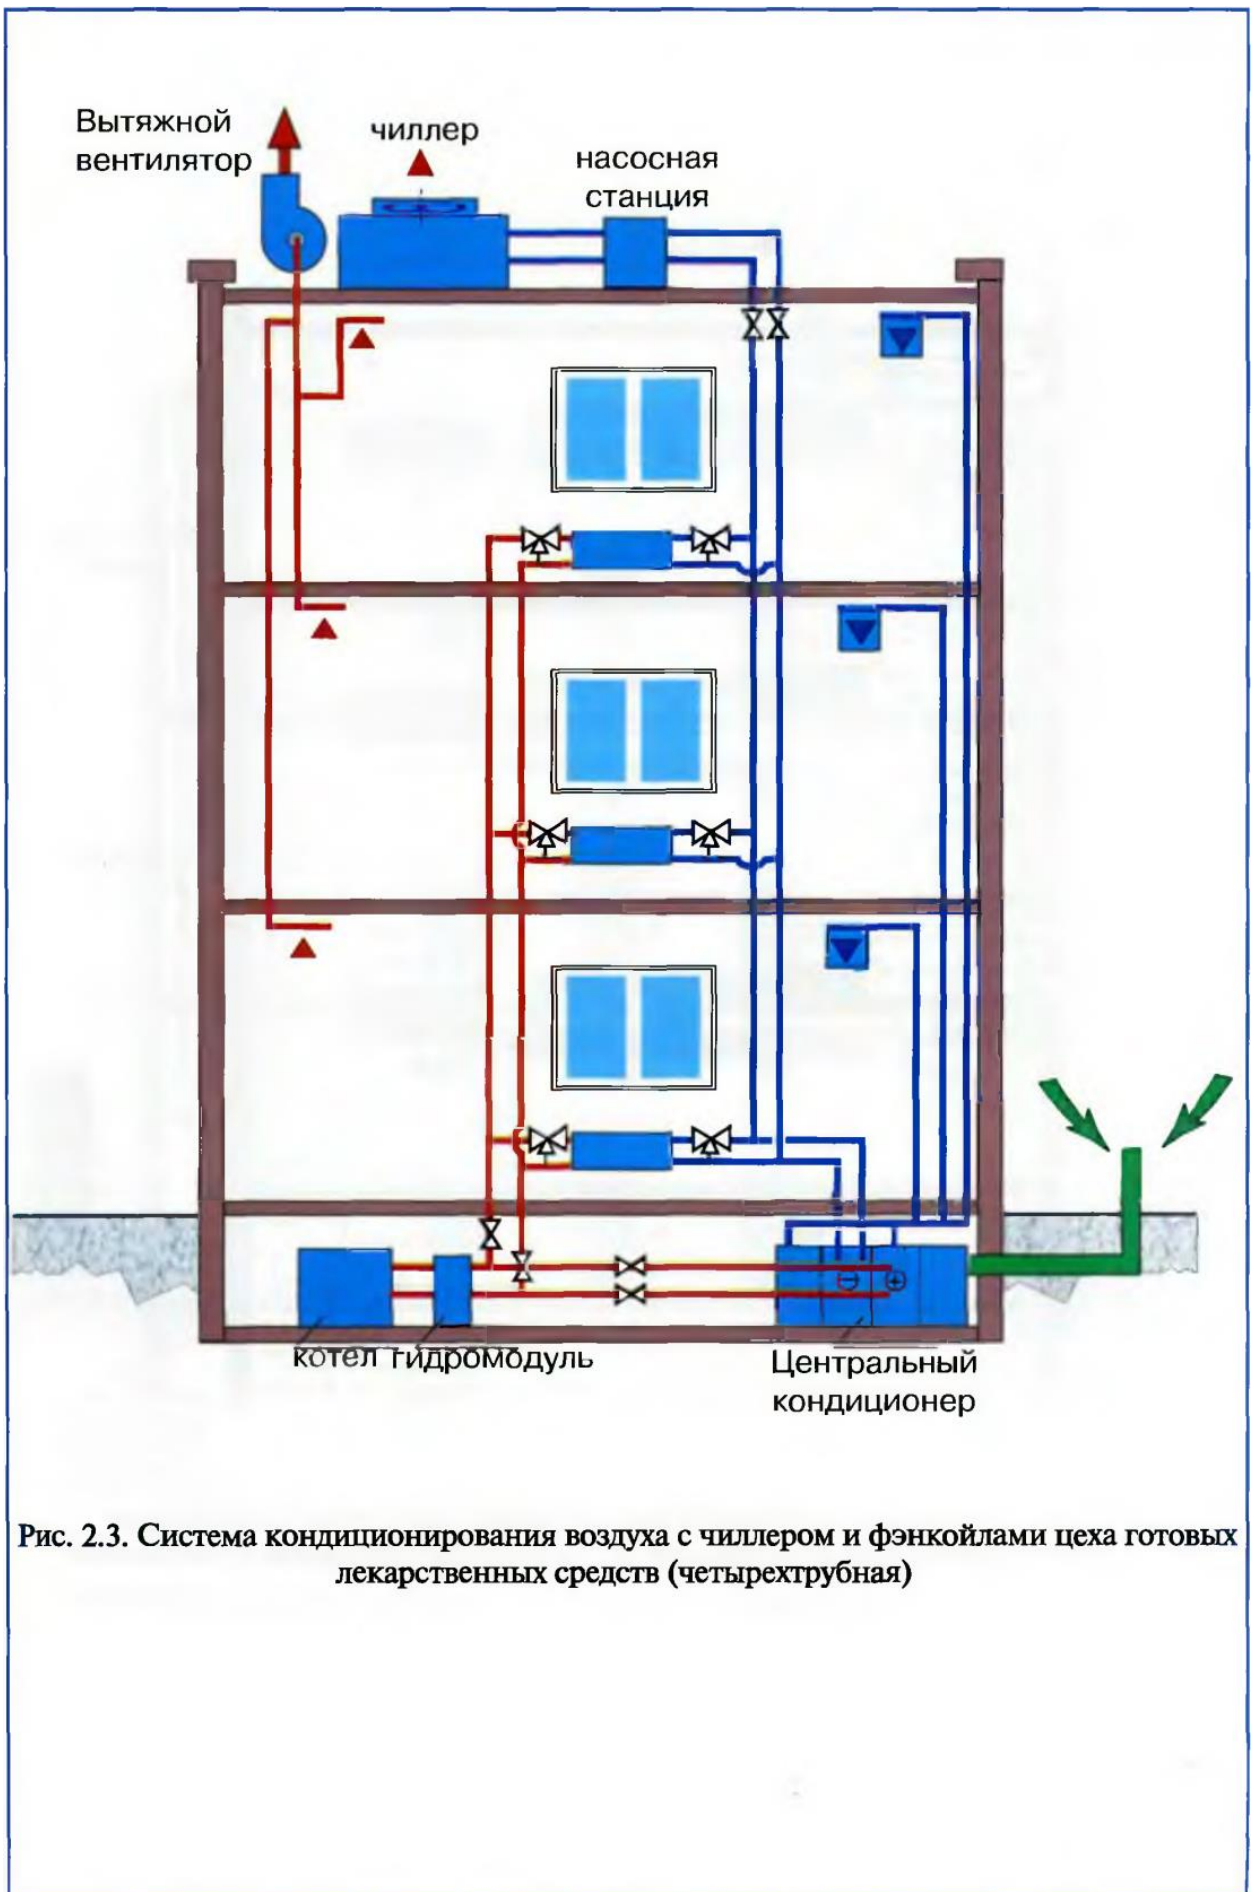 Вытяжной
вентилятор
чиллер
насосная
станция
котел гидромодуль
Центральный
кондиционер
Рис. 2.3. Система кондиционирования воздуха с чиллером и фэнкойлами цеха готовых
лекарственных средств (четырехтрубная)